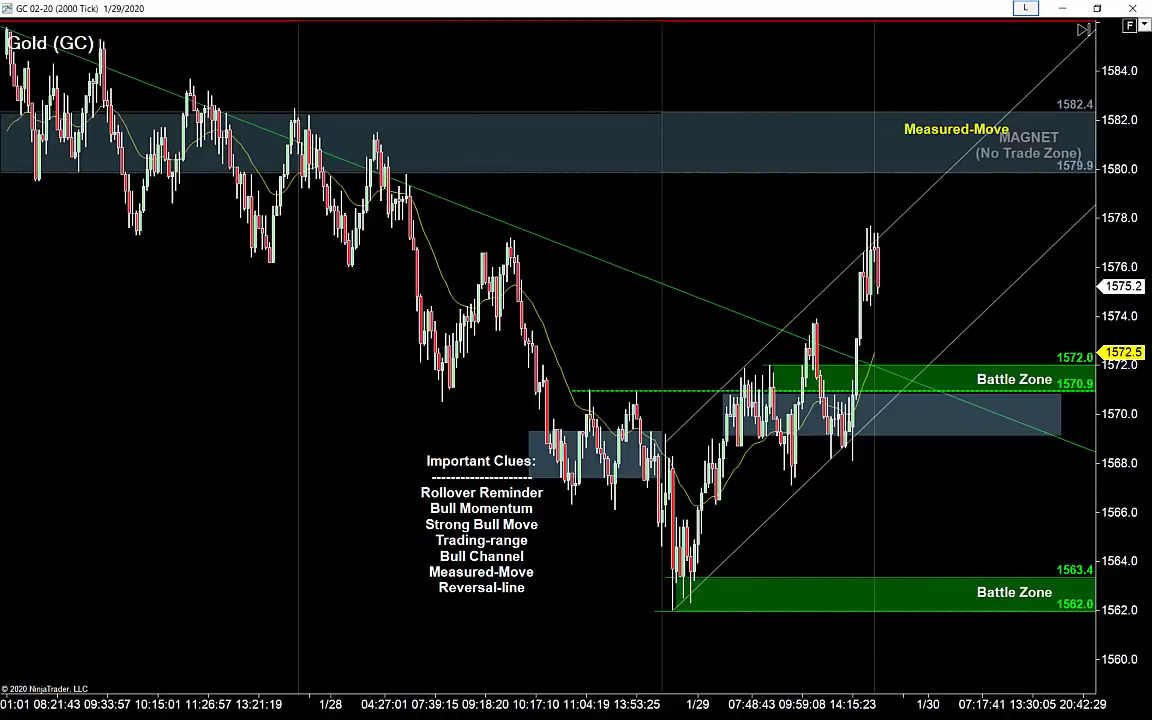 GC 02-20 (2000 Tick) 1/29/2020
L
F
Gold (GC)
1584.0
1582.4
1582.0
Measured-Move
MAGNET
(No Trade Zone)
1579.9
1580.0
1578.0
1576.0
1575.2
1574.0
1572.5
1572.0
1572.0
Battle Zone
1570.9
1570.0
1568.0
1566.0
1564.0
1563.4
Battle Zone
1562.0
1562.0
1560.0
Important Clues:
------------------
Rollover Reminder
Bull Momentum
Strong Bull Move
Trading-range
Bull Channel
Measured-Move
Reversal-line
© 2020 NinjaTrader, LLC
01:01 08:21:43 09:33:57 10:15:01 11:26:57 13:21:19 1/28 04:27:01 07:39:15 09:18:20 10:17:10 11:04:19 13:53:25 1/29 07:48:43 09:59:08 14:15:23 1/30 07:17:41 13:30:05 20:42:29